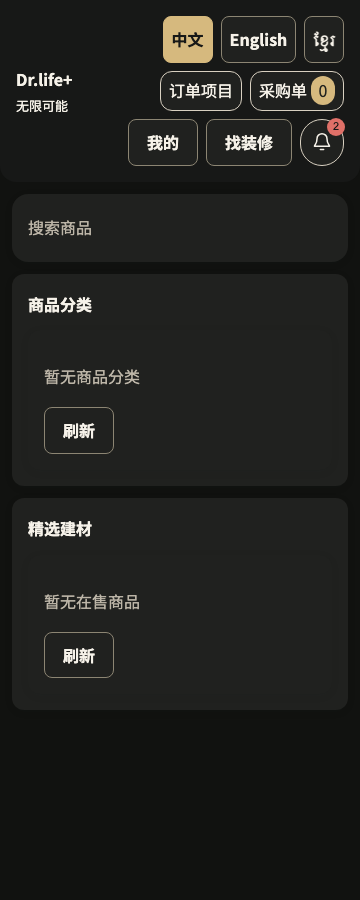 中文 English ខ្មែរ
Dr.life+
无限可能
订单项目 采购单 0
我的 找装修 2
搜索商品
商品分类
暂无商品分类
刷新
精选建材
暂无在售商品
刷新